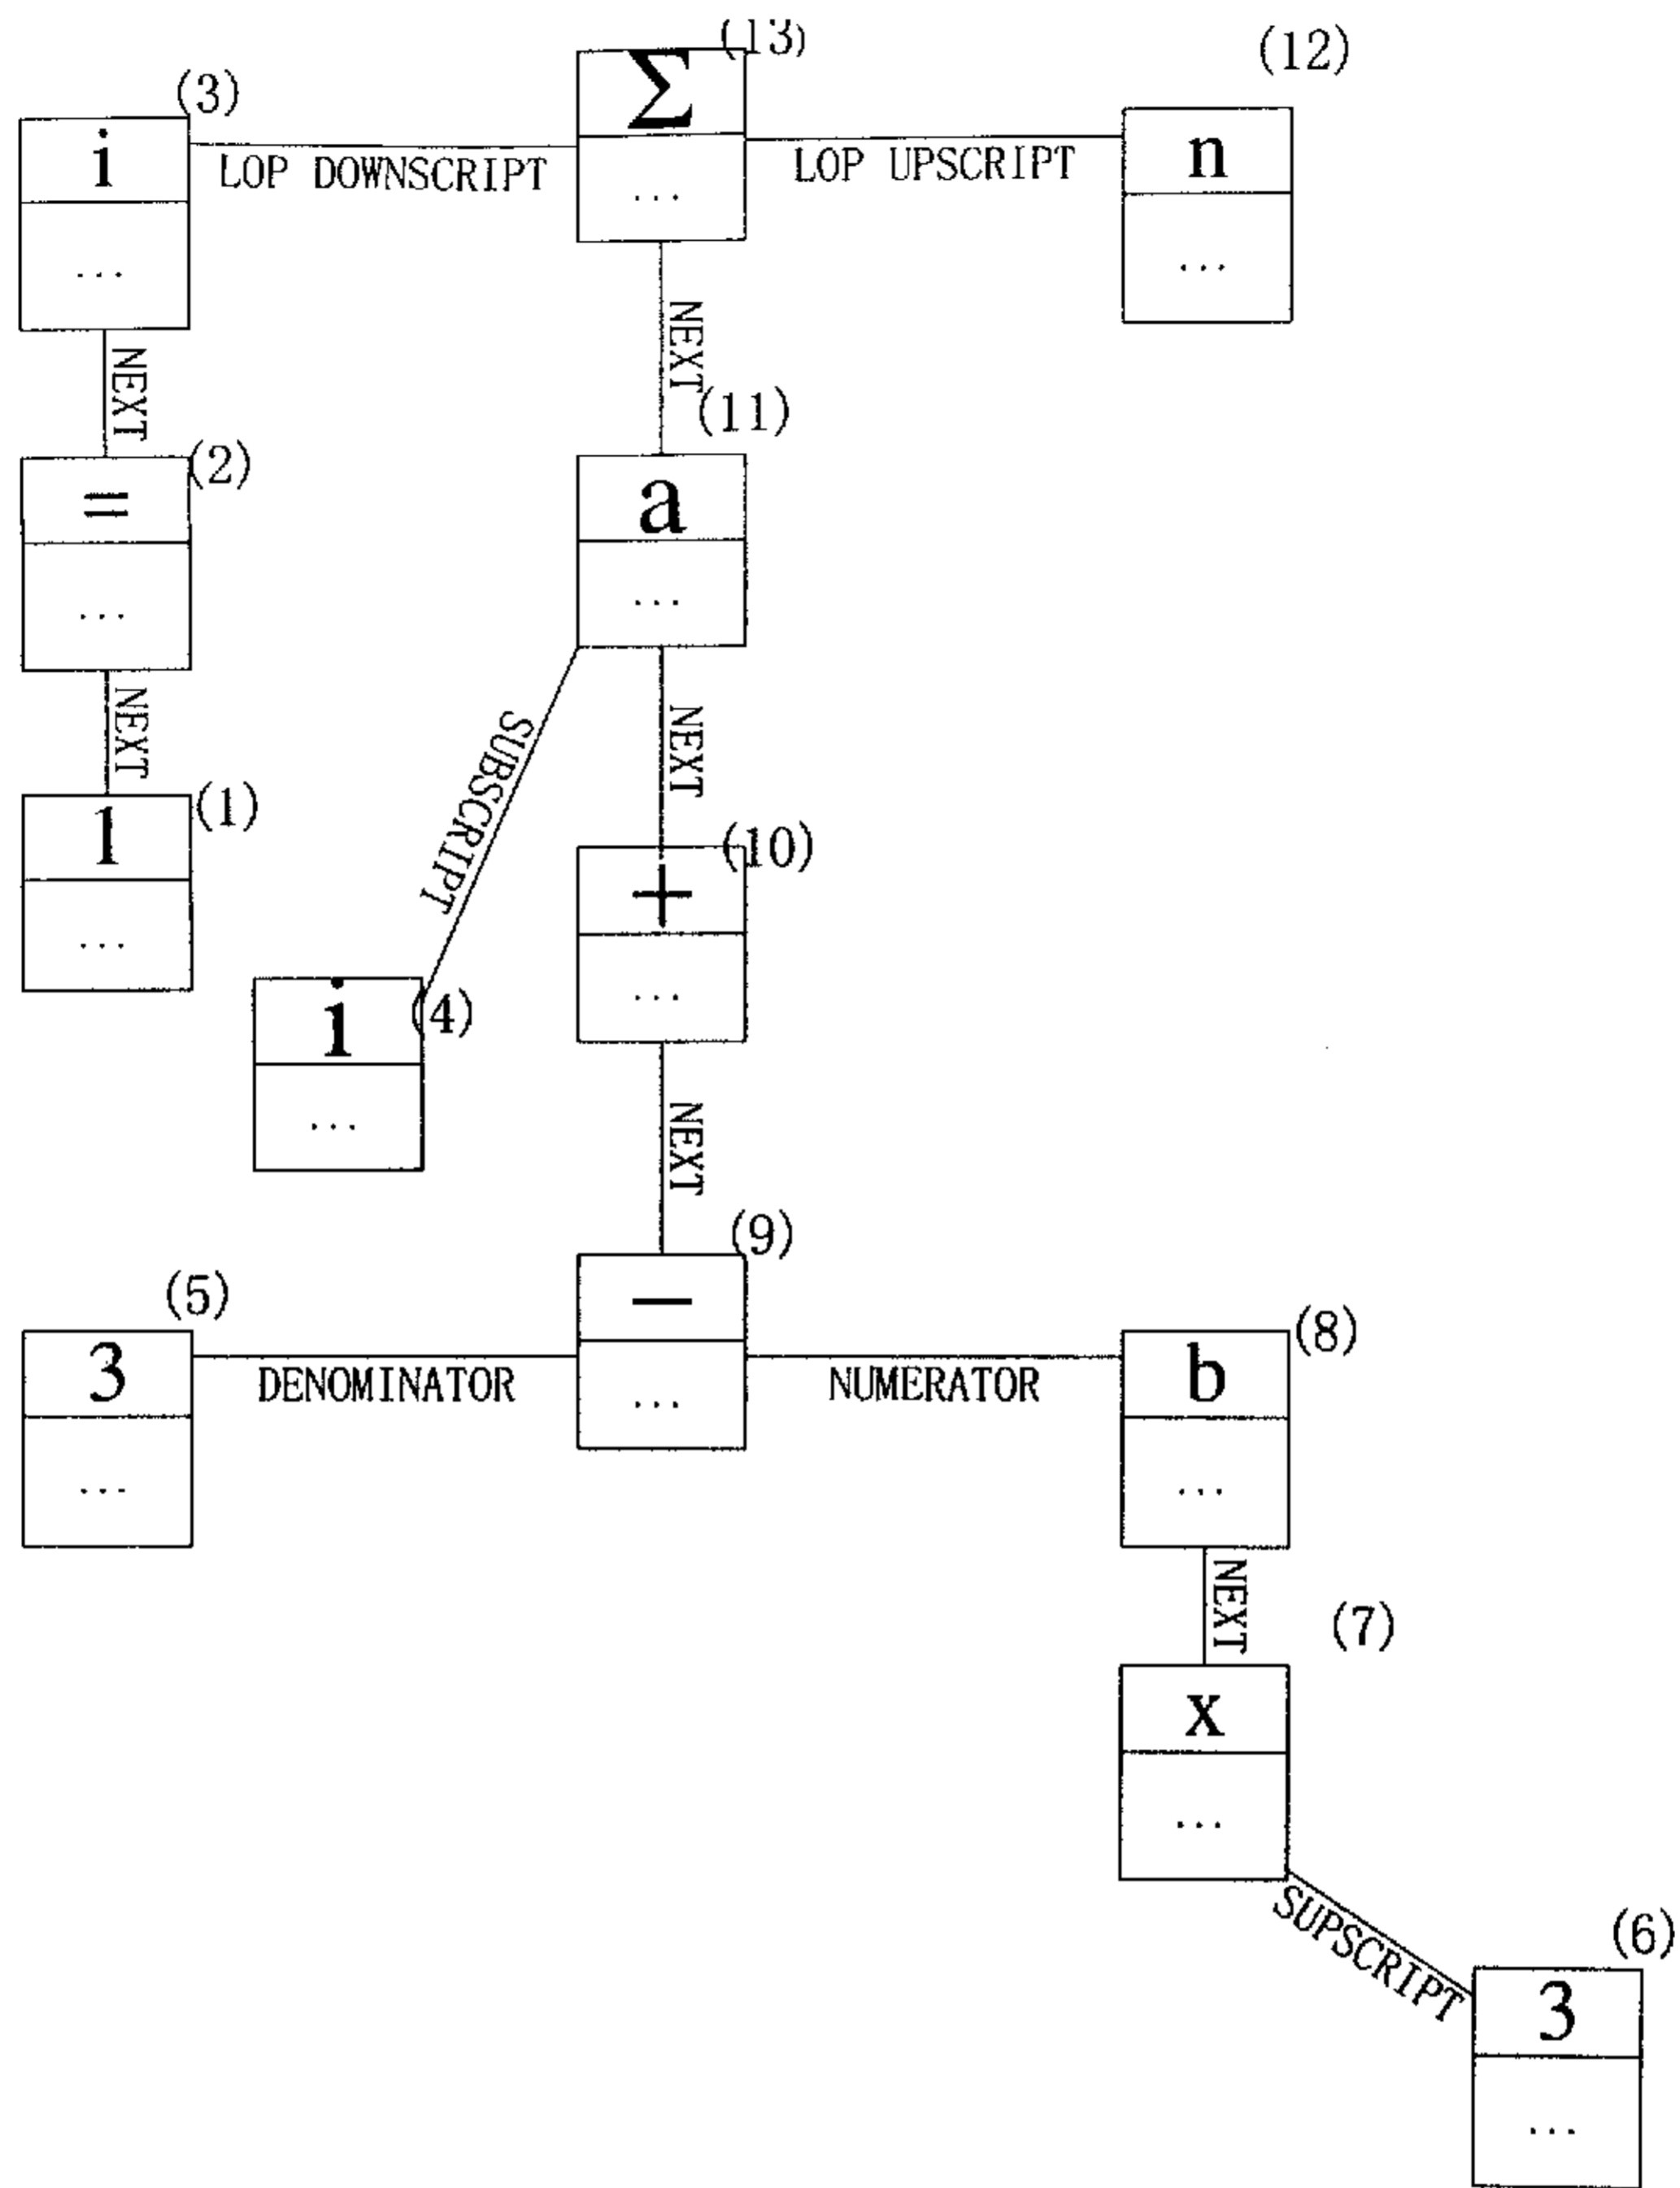 (13)
(12)
(3)
Σ
i
n
LOP DOWNSCRIPT
LOP UPSCRIPT
...
...
...
NEXT
NEXT
(11)
(2)
=
a
...
...
NEXT
SUBSCRIPT
NEXT
(1)
1
(10)
+
...
(4)
i
...
...
NEXT
(9)
(5)
−
(8)
3
b
DENOMINATOR
NUMERATOR
...
...
...
NEXT
(7)
x
...
SUPSCRIPT
(6)
3
...